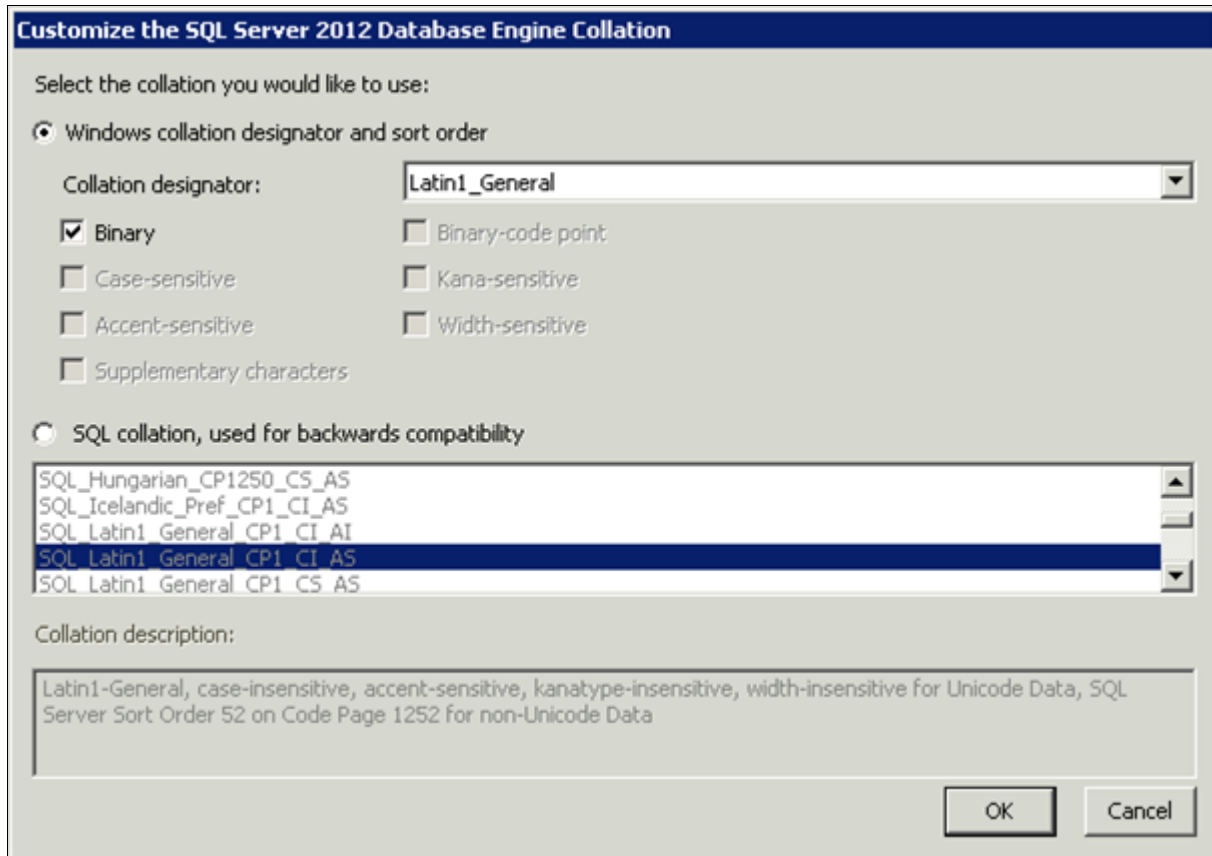 Customize the SQL Server 2012 Database Engine Collation
Select the collation you would like to use:
Windows collation designator and sort order
Collation designator:
Latin1_General
Binary
Binary-code point
Case-sensitive
Kana-sensitive
Accent-sensitive
Width-sensitive
Supplementary characters
SQL collation, used for backwards compatibility
SQL_Hungarian_CP1250_CS_AS
SQL_Icelandic_Pref_CP1_CI_AS
SQL_Latin1_General_CP1_CI_AI
SQL_Latin1_General_CP1_CI_AS
SQL_Latin1_General_CP1_CS_AS
Collation description:
Latin1-General, case-insensitive, accent-sensitive, kanatype-insensitive, width-insensitive for Unicode Data, SQL
Server Sort Order 52 on Code Page 1252 for non-Unicode Data
OK
Cancel